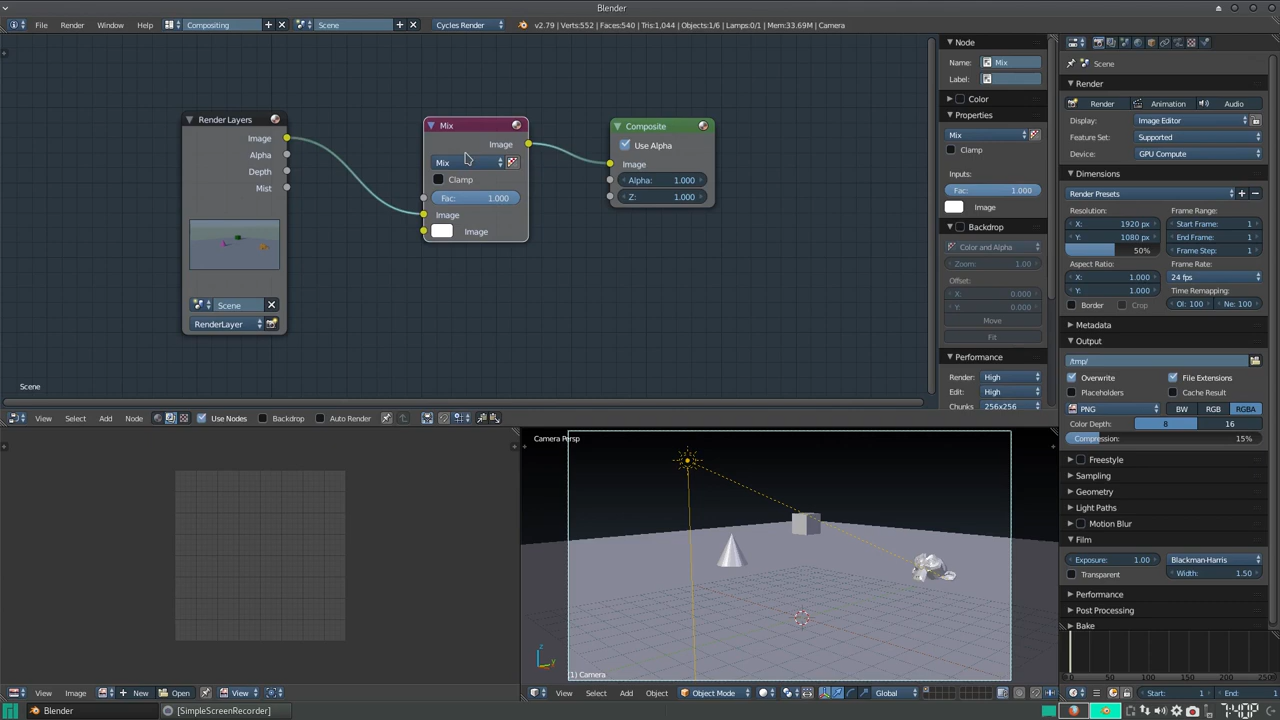 Blender
File Render Window Help Compositing Scene Cycles Render v2.79 | Verts:552 | Faces:540 | Tris:1,044 | Objects:1/6 | Lamps:0/1 | Mem:33.69M | Camera
Render Layers
Image
Alpha
Depth
Mist
Scene
RenderLayer
Mix
Image
Mix
Clamp
Fac: 1.000
Image
Image
Composite
Use Alpha
Image
Alpha: 1.000
Z: 1.000
Scene
Node
Name: Mix
Label:
Color
Properties
Mix
Clamp
Inputs:
Fac: 1.000
Image
Backdrop
Color and Alpha
Zoom: 1.00
Offset:
X: 0.000
Y: 0.000
Move
Fit
Performance
Render: High
Edit: High
Chunks 256x256
Scene
Render
Render Animation Audio
Display: Image Editor
Feature Set: Supported
Device: GPU Compute
Dimensions
Render Presets
Resolution: Frame Range:
X: 1920 px Start Frame: 1
Y: 1080 px End Frame: 1
50% Frame Step: 1
Aspect Ratio: Frame Rate:
X: 1.000 24 fps
Y: 1.000 Time Remapping:
Border Crop Ol: 100 Ne: 100
Metadata
Output
/tmp/
Overwrite File Extensions
Placeholders Cache Result
PNG BW RGB RGBA
Color Depth: 8 16
Compression: 15%
Freestyle
Sampling
Geometry
Light Paths
Motion Blur
Film
Exposure: 1.00 Blackman-Harris
Transparent Width: 1.50
Performance
Post Processing
Bake
View Select Add Node Use Nodes Backdrop Auto Render
Camera Persp
z
y
(1) Camera
0 50 100 150 200 250
View Image New Open View
View Select Add Object Object Mode Global
Start: 1 End:
Blender [SimpleScreenRecorder]